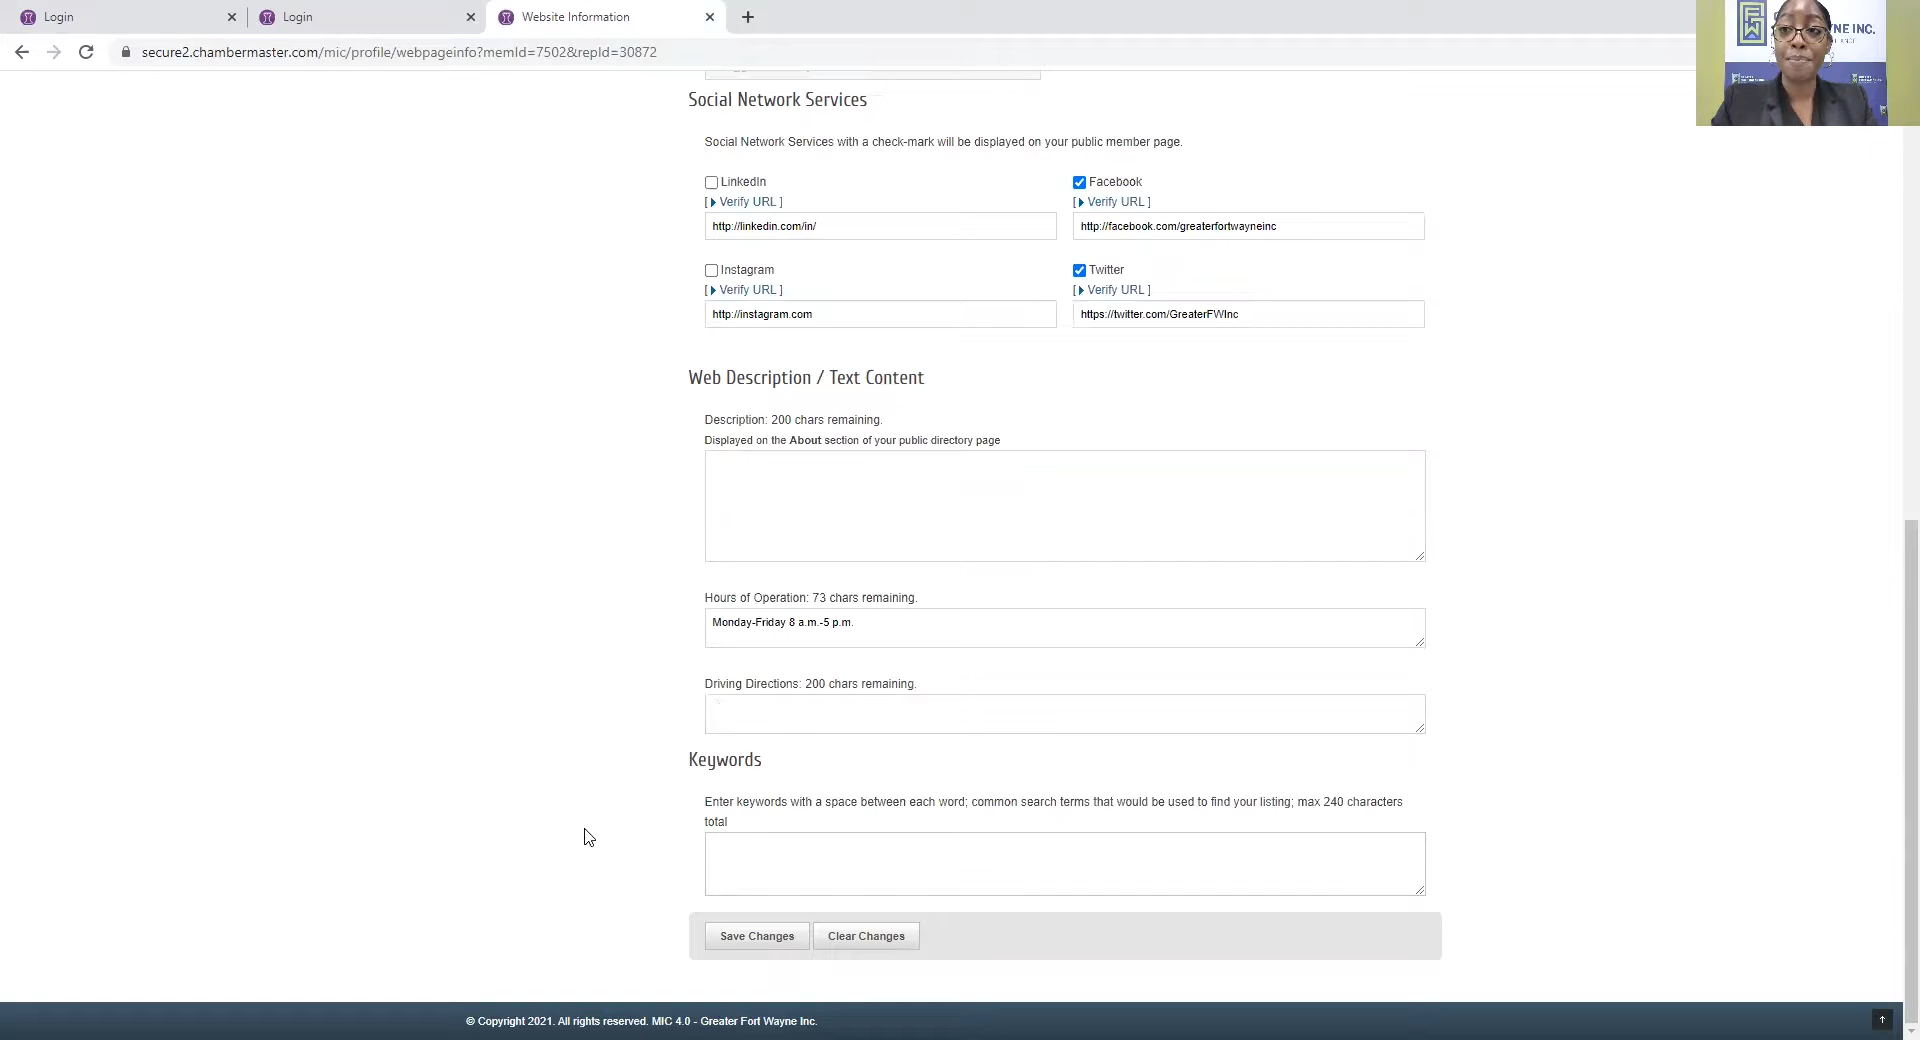 Login
Login
Website Information
secure2.chambermaster.com/mic/profile/webpageinfo?memId=7502&repId=30872
YNE INC.
Social Network Services
Social Network Services with a check-mark will be displayed on your public member page.
LinkedIn
Facebook
[ Verify URL ]
[ Verify URL ]
http://linkedin.com/in/
http://facebook.com/greaterfortwayneinc
Instagram
Twitter
[ Verify URL ]
[ Verify URL ]
http://instagram.com
https://twitter.com/GreaterFWInc
Web Description / Text Content
Description: 200 chars remaining.
Displayed on the About section of your public directory page
Hours of Operation: 73 chars remaining.
Monday-Friday 8 a.m.-5 p.m.
Driving Directions: 200 chars remaining.
Keywords
Enter keywords with a space between each word; common search terms that would be used to find your listing; max 240 characters
total
Save Changes
Clear Changes
© Copyright 2021. All rights reserved. MIC 4.0 - Greater Fort Wayne Inc.